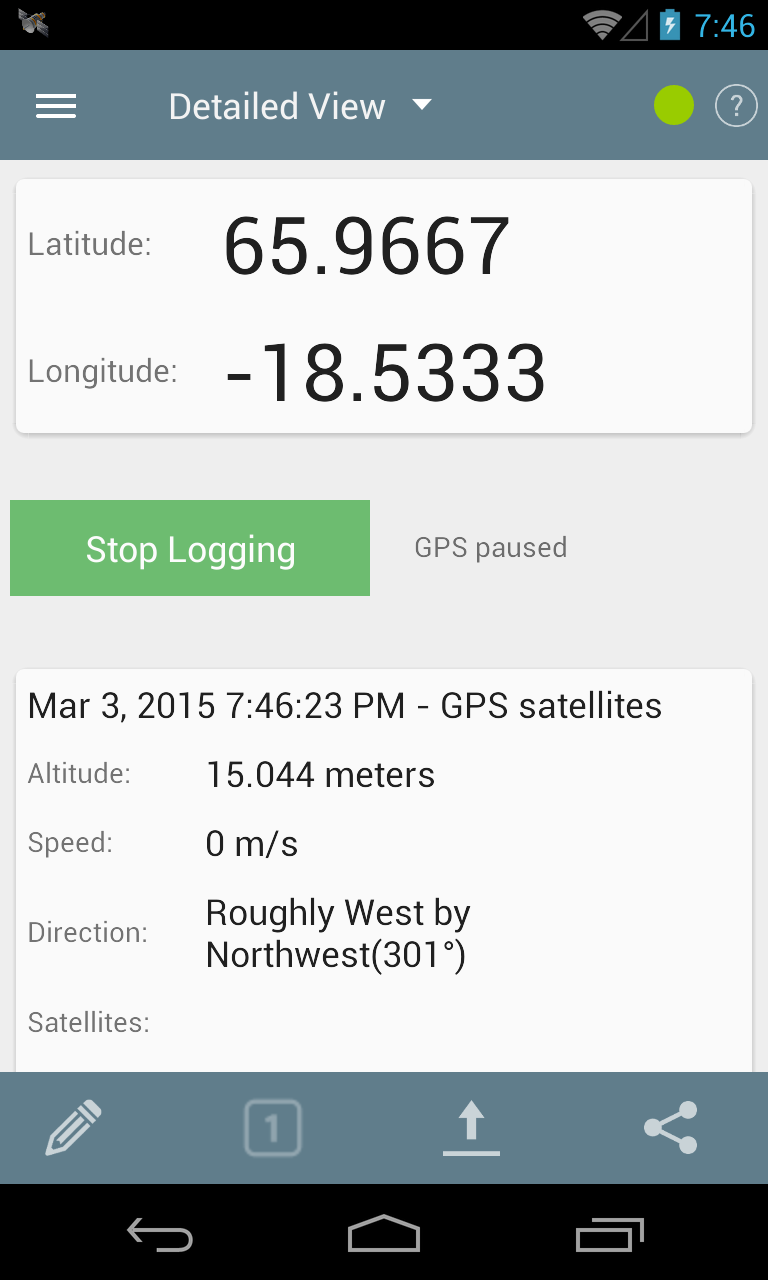 7:46
Detailed View
?
Latitude: 65.9667
Longitude: -18.5333
Stop Logging
GPS paused
Mar 3, 2015 7:46:23 PM - GPS satellites
Altitude: 15.044 meters
Speed: 0 m/s
Direction: Roughly West by
Northwest(301°)
Satellites:
1